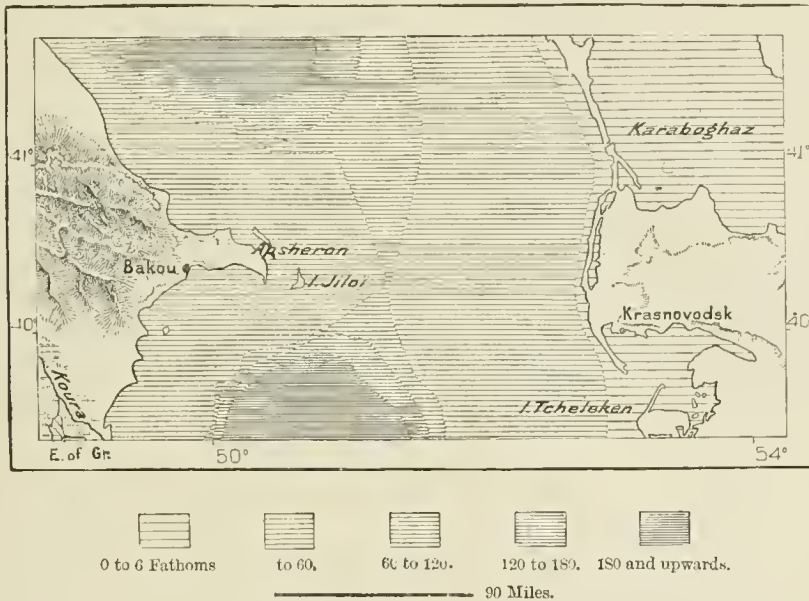 Karaboghaz
41°
41°
Absheron
Bakou
I. Jiloi
Krasnovodsk
40
40
Koura
I. Tcheleken
E. of Gr.
50°
54°
0 to 6 Fathoms
to 60.
60 to 120.
120 to 180.
180 and upwards.
90 Miles.